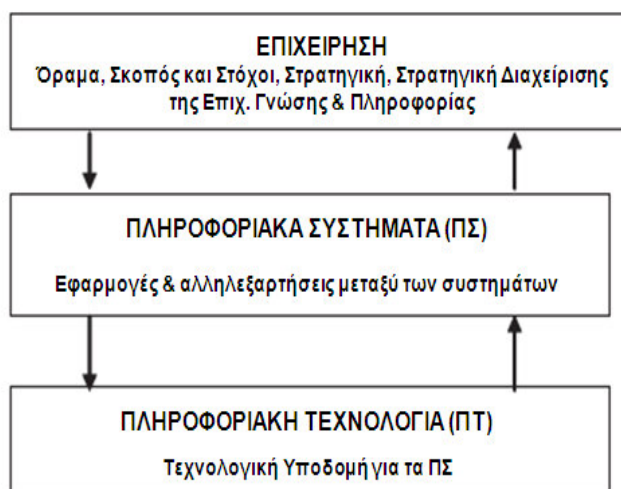 ΕΠΙΧΕΙΡΗΣΗ
Όραμα, Σκοπός και Στόχοι, Στρατηγική, Στρατηγική Διαχείρισης
της Επιχ. Γνώσης & Πληροφορίας
ΠΛΗΡΟΦΟΡΙΑΚΑ ΣΥΣΤΗΜΑΤΑ (ΠΣ)
Εφαρμογές & αλληλεξαρτήσεις μεταξύ των συστημάτων
ΠΛΗΡΟΦΟΡΙΑΚΗ ΤΕΧΝΟΛΟΓΙΑ (ΠΤ)
Τεχνολογική Υποδομή για τα ΠΣ